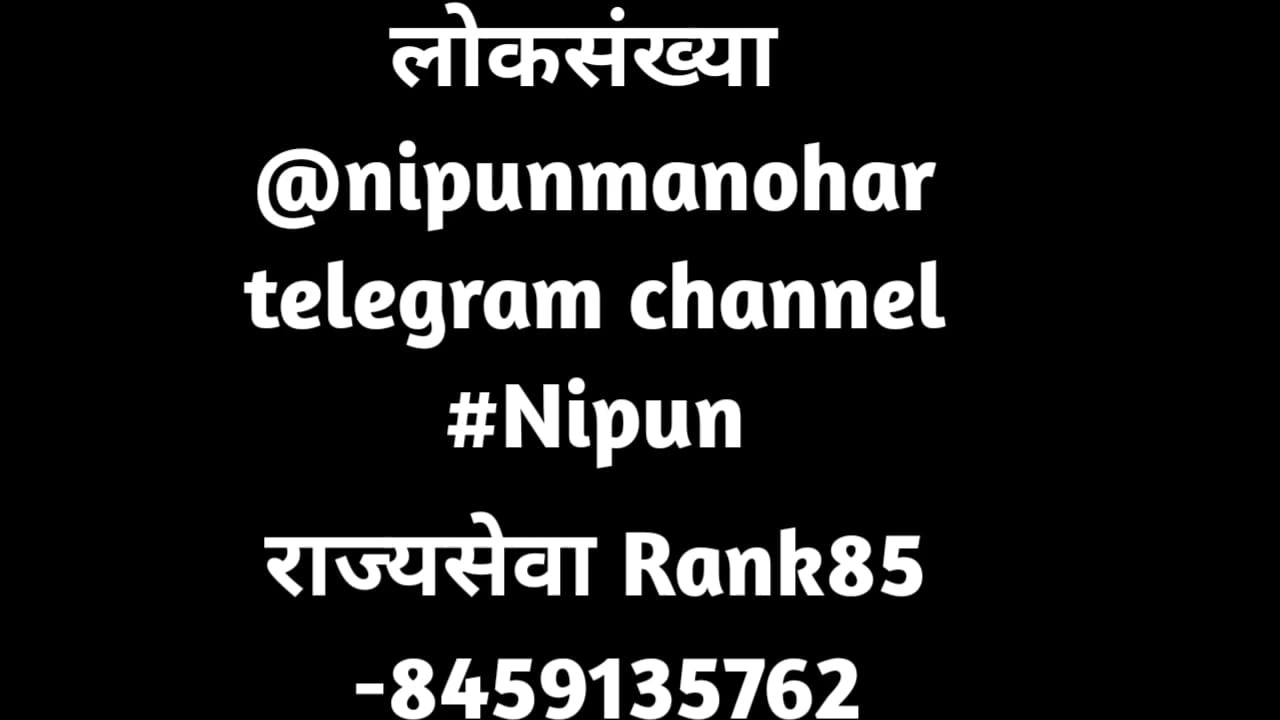 लोकसंख्या
@nipunmanohar
telegram channel
#Nipun
राज्यसेवा Rank85
-8459135762